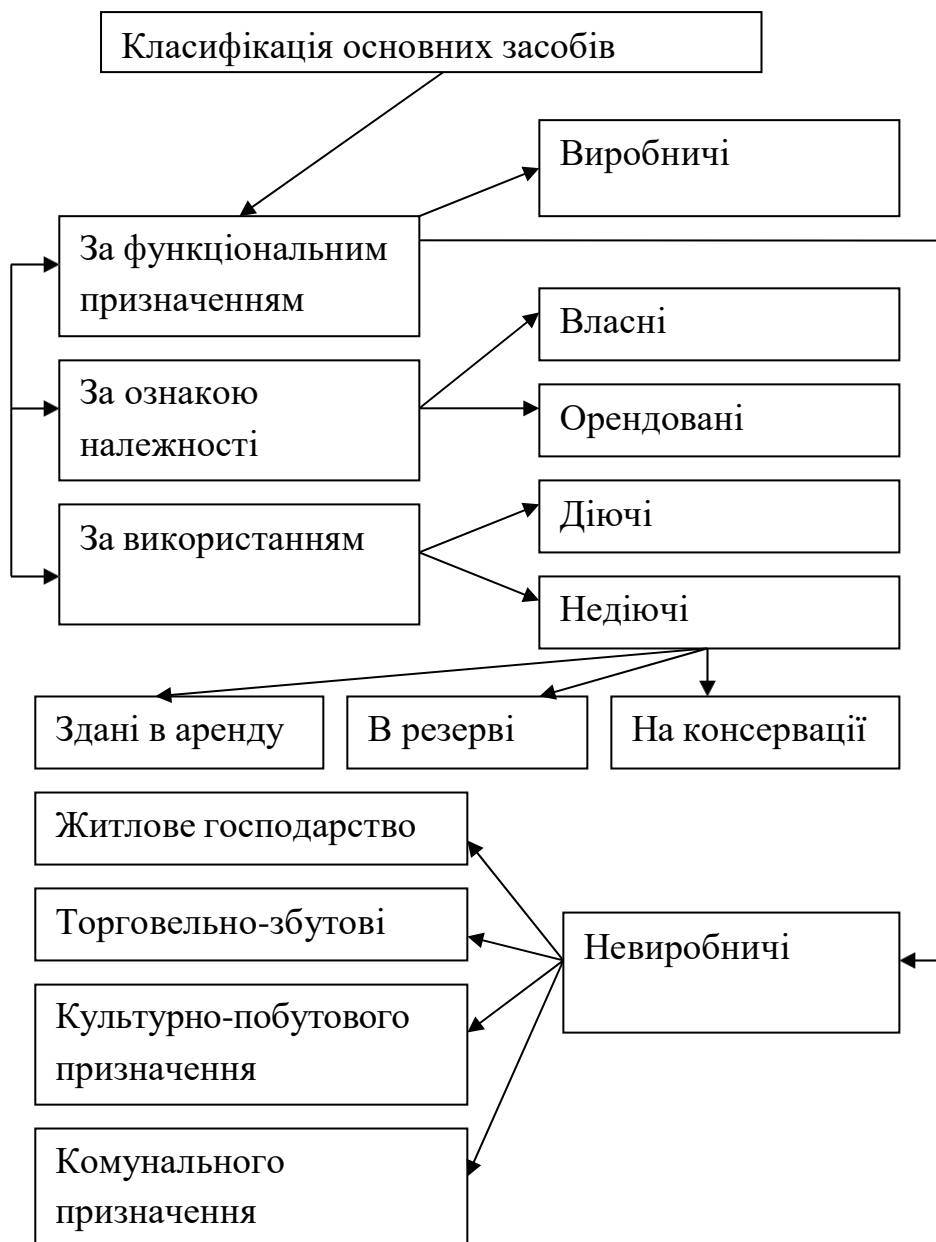 Класифікація основних засобів
Виробничі
За функціональним
призначенням
Власні
За ознакою
належності
Орендовані
Діючі
За використанням
Недіючі
Здані в аренду
В резерві
На консервації
Житлове господарство
Торговельно-збутові
Невиробничі
Культурно-побутового
призначення
Комунального
призначення